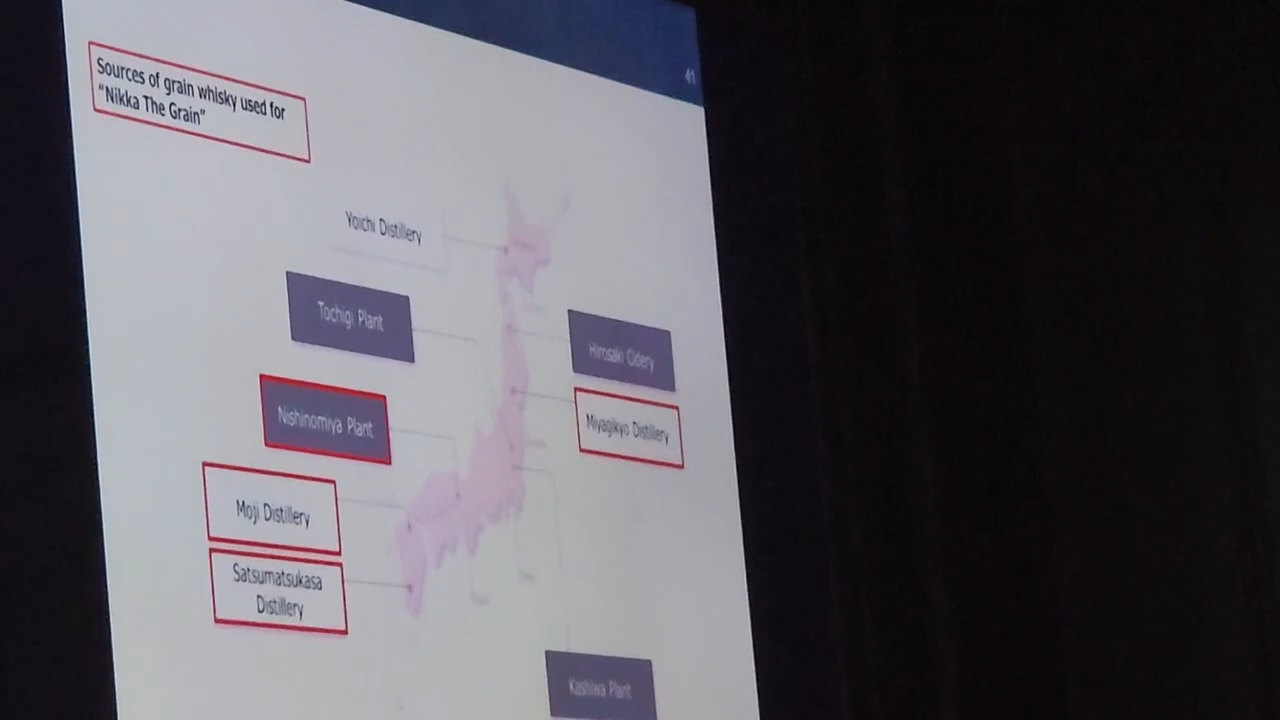 41
Sources of grain whisky used for
"Nikka The Grain"
Yoichi Distillery
Tochigi Plant
Hirosaki Cidery
Nishinomiya Plant
Miyagikyo Distillery
Moji Distillery
Satsumatsukasa
Distillery
Kashiwa Plant